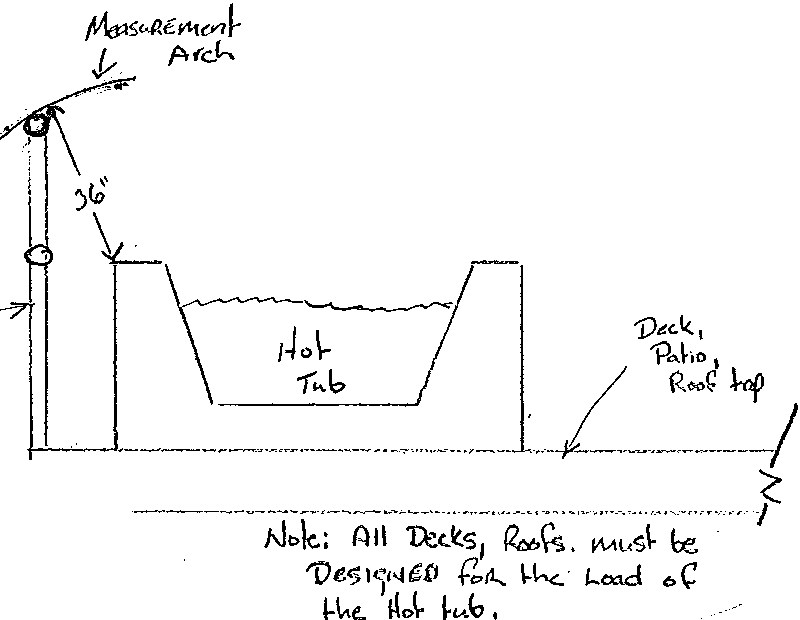 Measurement
Arch
36"
Hot
Tub
Deck,
Patio,
Roof top
Note: All Decks, Roofs. must be
DESIGNED for the Load of
the Hot tub.